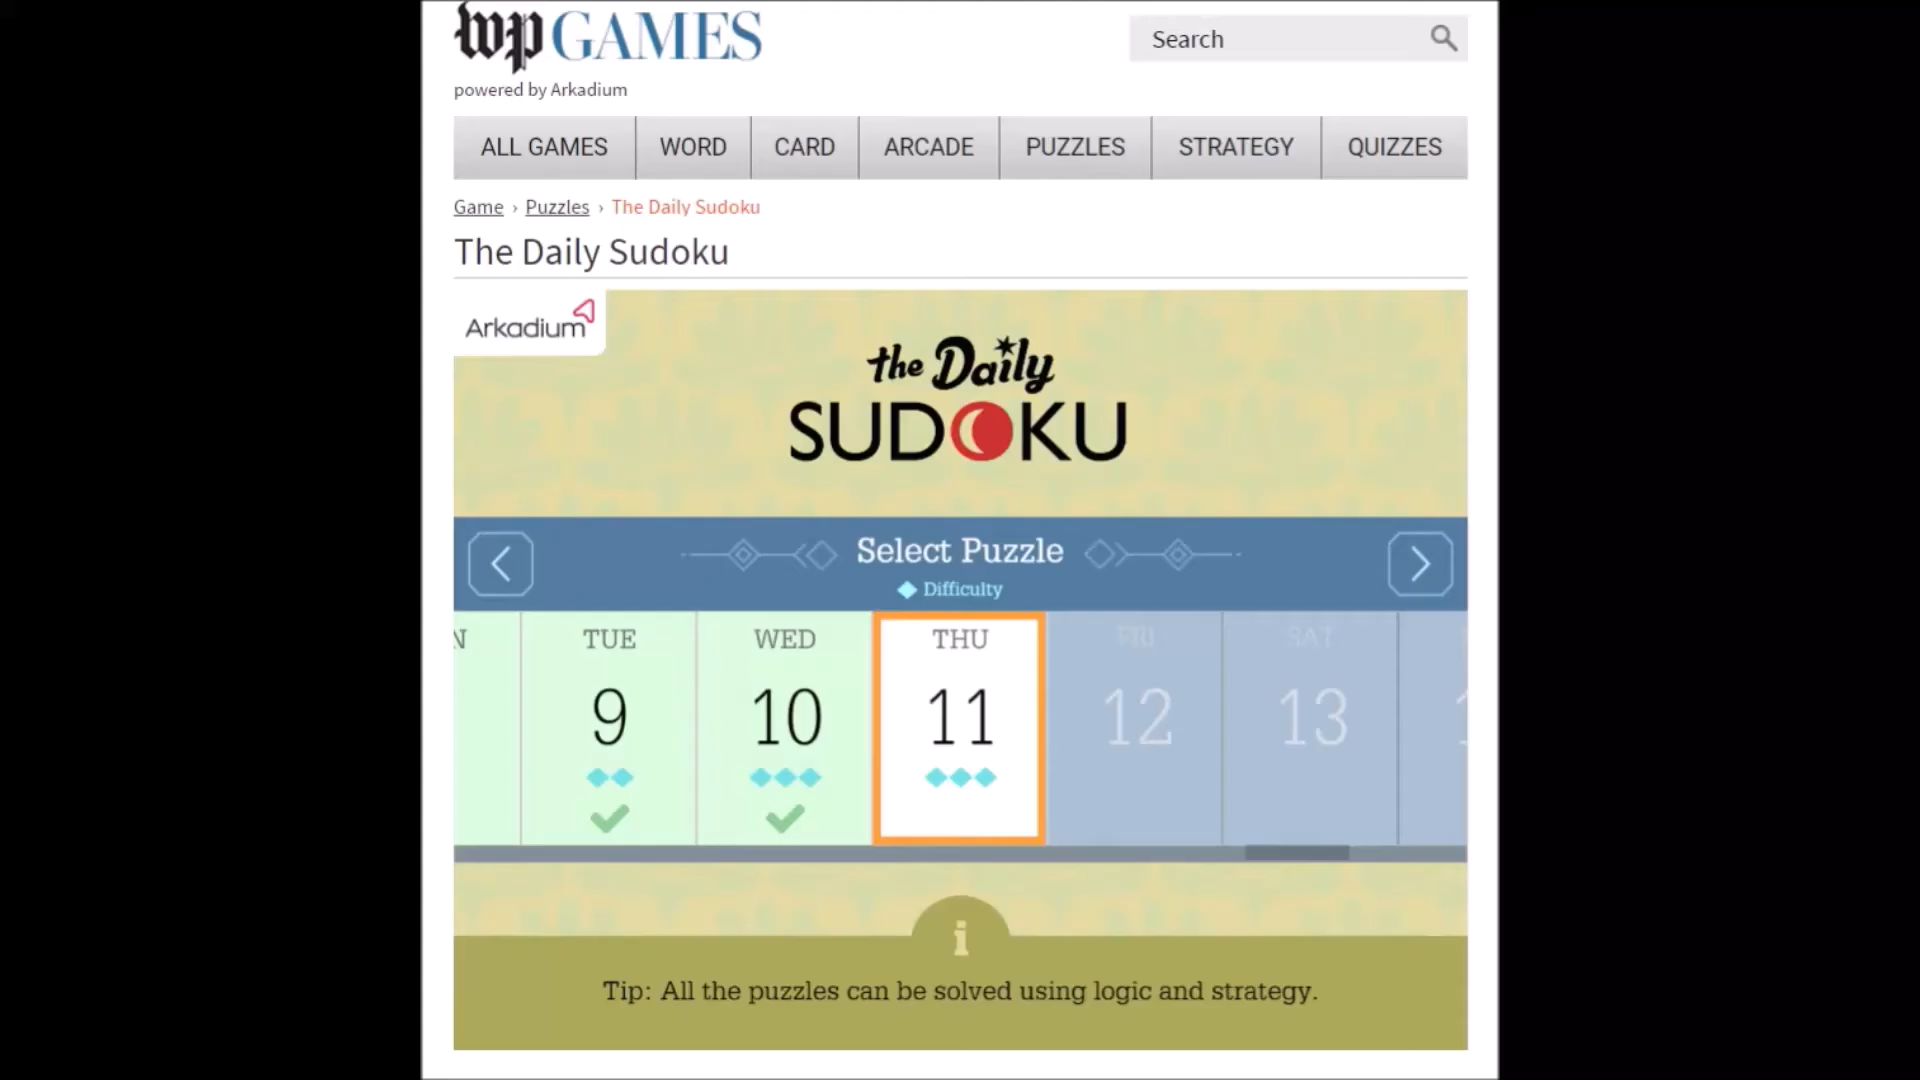 wp GAMES
Search
powered by Arkadium
ALL GAMES WORD CARD ARCADE PUZZLES STRATEGY QUIZZES
Game › Puzzles › The Daily Sudoku
The Daily Sudoku
Arkadium
the Daily
SUDOKU
Select Puzzle
Difficulty
N TUE WED THU FRI SAT
9 10 11 12 13
i
Tip: All the puzzles can be solved using logic and strategy.